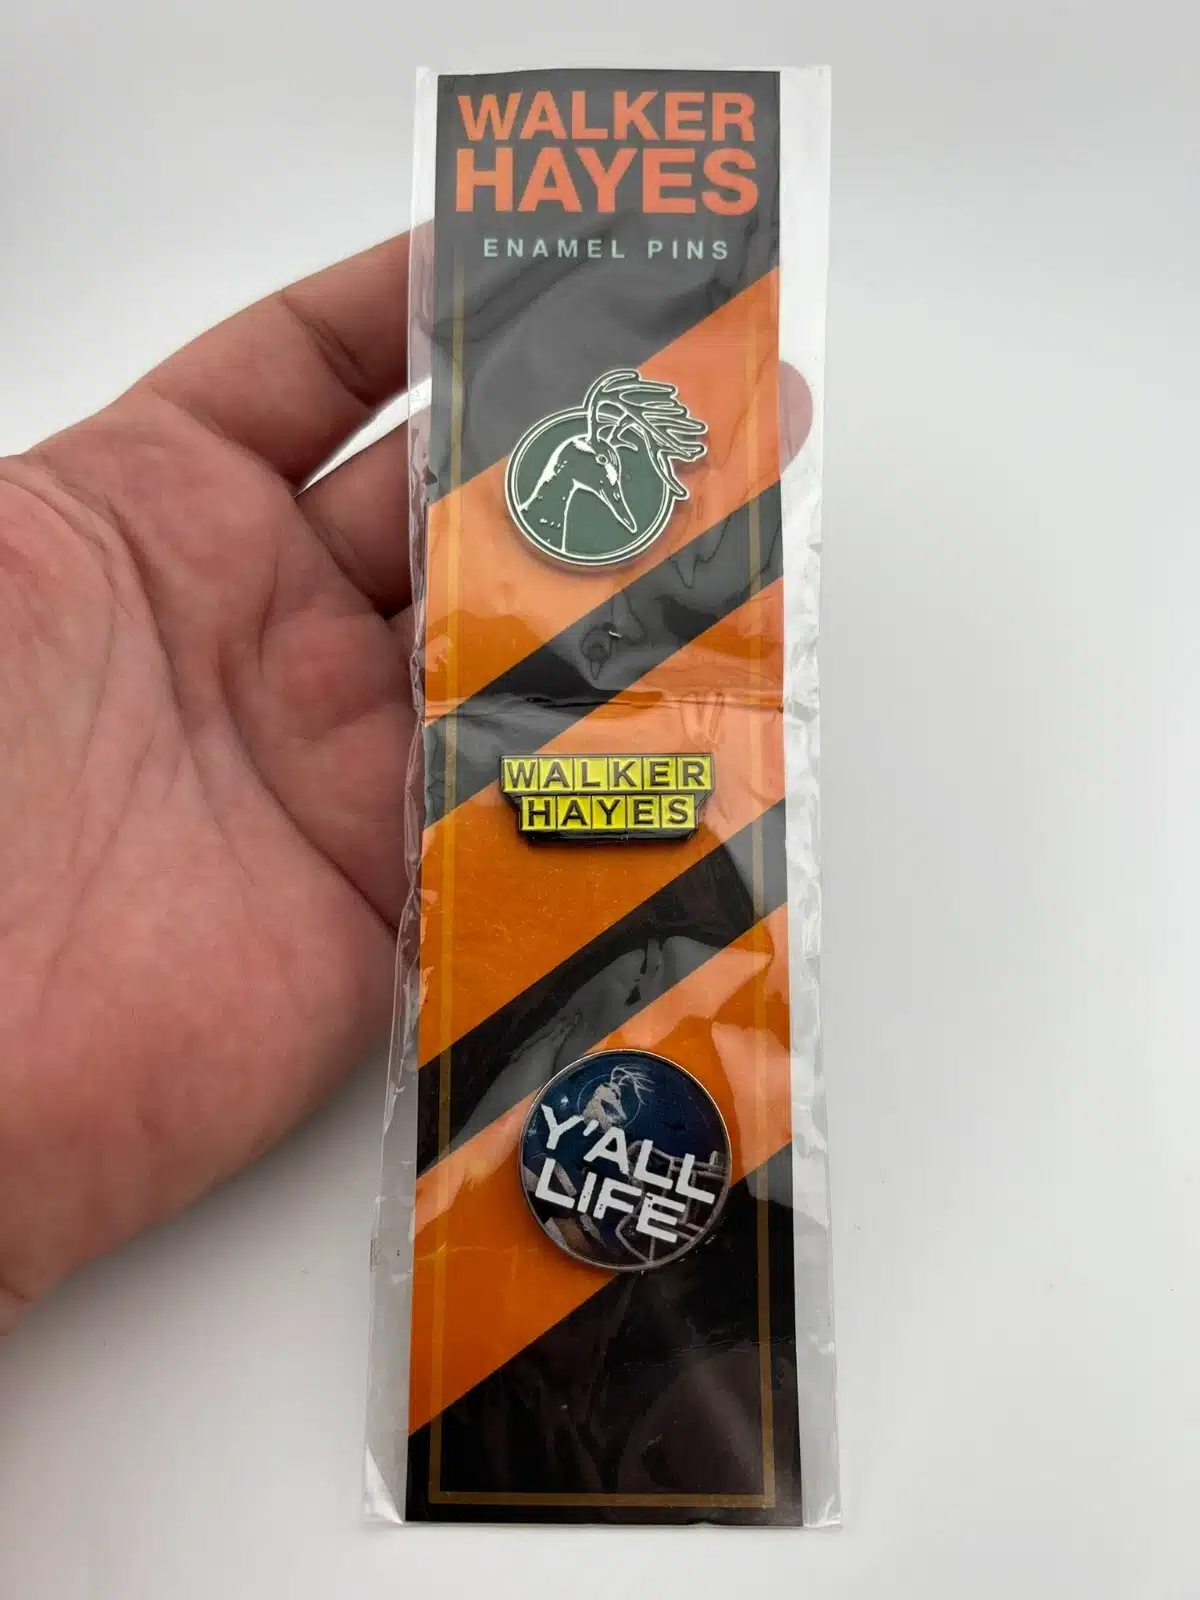 WALKER
HAYES
ENAMEL PINS
WALKER
HAYES
Y'ALL
LIFE